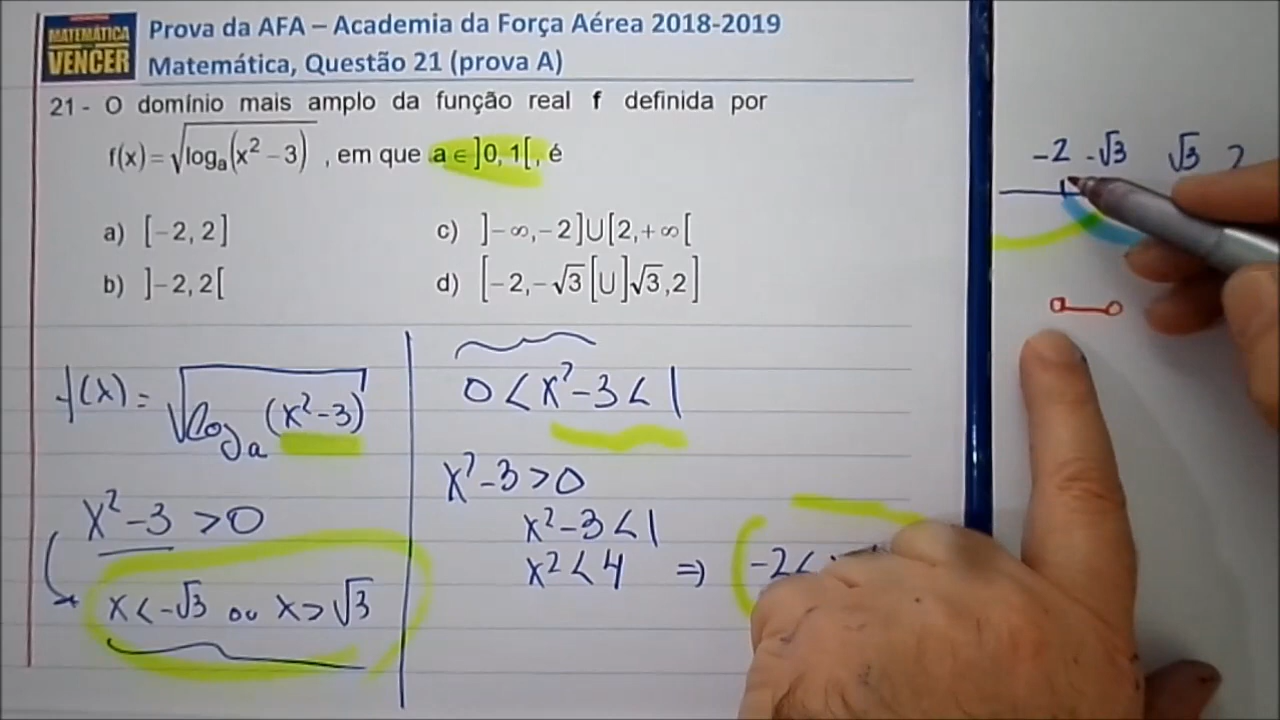 MATEMÁTICA
VENCER
Prova da AFA – Academia da Força Aérea 2018-2019
Matemática, Questão 21 (prova A)
21 - O domínio mais amplo da função real f definida por
f(x) = √(logₐ(x² - 3)) , em que a ∈ ]0, 1[, é
a) [-2, 2]
c) ]-∞, -2]∪[2, +∞[
b) ]-2, 2[
d) [-2, -√3[∪]√3, 2]
-2 -√3 √3 2
f(x) = √(logₐ(x²-3))
x²-3 > 0
x < -√3 ou x > √3
0 < x²-3 < 1
x²-3 > 0
x²-3 < 1
x² < 4 ⇒ -2 <